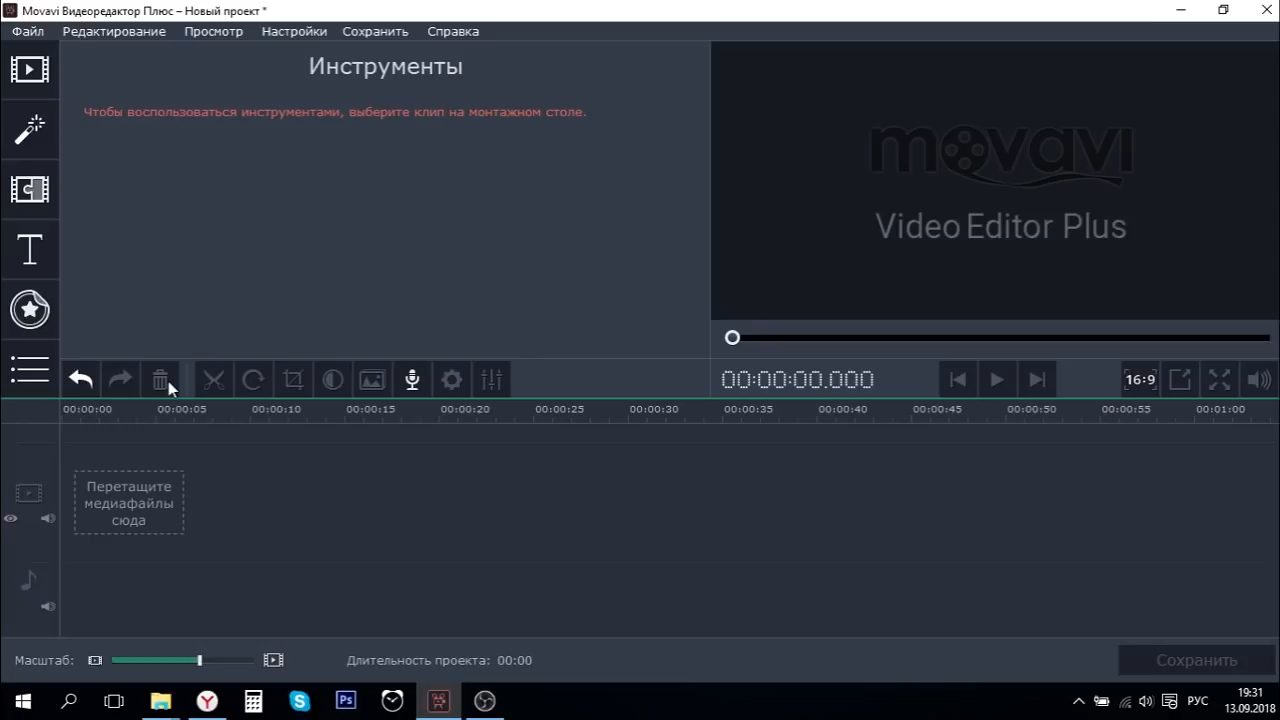 Movavi Видеоредактор Плюс – Новый проект *
Файл Редактирование Просмотр Настройки Сохранить Справка
Инструменты
Чтобы воспользоваться инструментами, выберите клип на монтажном столе.
movavi
Video Editor Plus
T
00:00:00.000
16:9
00:00:00 00:00:05 00:00:10 00:00:15 00:00:20 00:00:25 00:00:30 00:00:35 00:00:40 00:00:45 00:00:50 00:00:55 00:01:00
Перетащите
медиафайлы
сюда
Масштаб:
Длительность проекта: 00:00
Сохранить
Y
S
Ps
РУС
19:31
13.09.2018